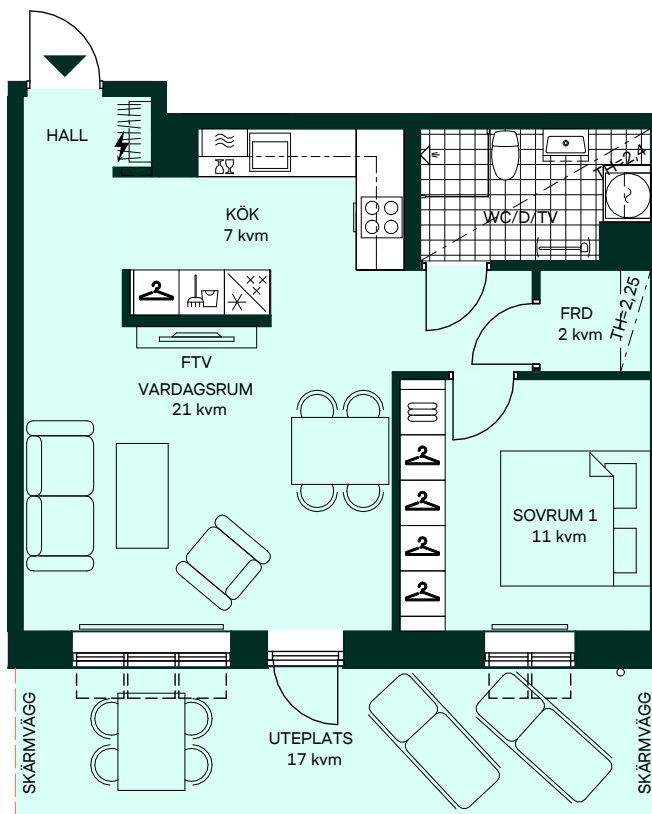 HALL
KÖK
7 kvm
WC/D/TV
TH=2,4
FRD
2 kvm
TH=2,25
FTV
VARDAGSRUM
21 kvm
SOVRUM 1
11 kvm
SKÄRMVÄGG
UTEPLATS
17 kvm
SKÄRMVÄGG